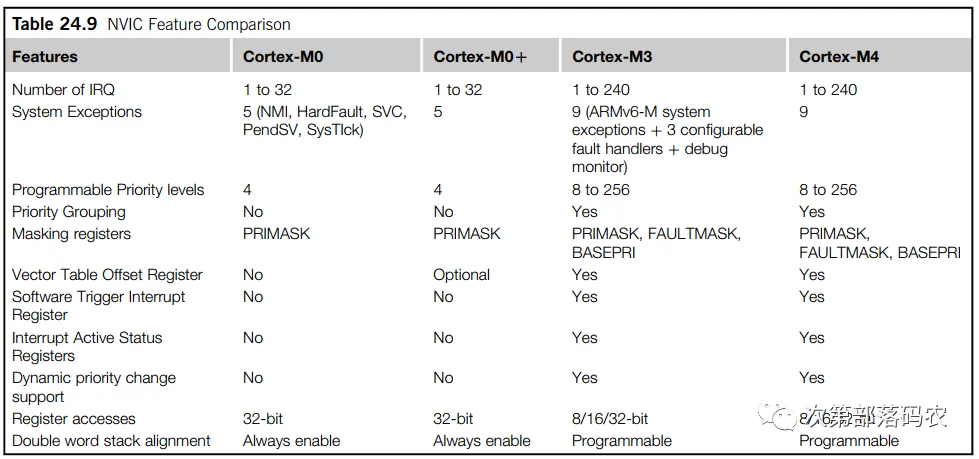 Table 24.9 NVIC Feature Comparison
Features Cortex-M0 Cortex-M0+ Cortex-M3 Cortex-M4
Number of IRQ 1 to 32 1 to 32 1 to 240 1 to 240
System Exceptions 5 (NMI, HardFault, SVC, 5 9 (ARMv6-M system 9
PendSV, SysTIck) exceptions + 3 configurable
fault handlers + debug
monitor)
Programmable Priority levels 4 4 8 to 256 8 to 256
Priority Grouping No No Yes Yes
Masking registers PRIMASK PRIMASK PRIMASK, FAULTMASK, PRIMASK,
BASEPRI FAULTMASK, BASEPRI
Vector Table Offset Register No Optional Yes Yes
Software Trigger Interrupt No No Yes Yes
Register
Interrupt Active Status No No Yes Yes
Registers
Dynamic priority change No No Yes Yes
support
Register accesses 32-bit 32-bit 8/16/32-bit
Double word stack alignment Always enable Always enable Programmable Programmable
次第部落码农